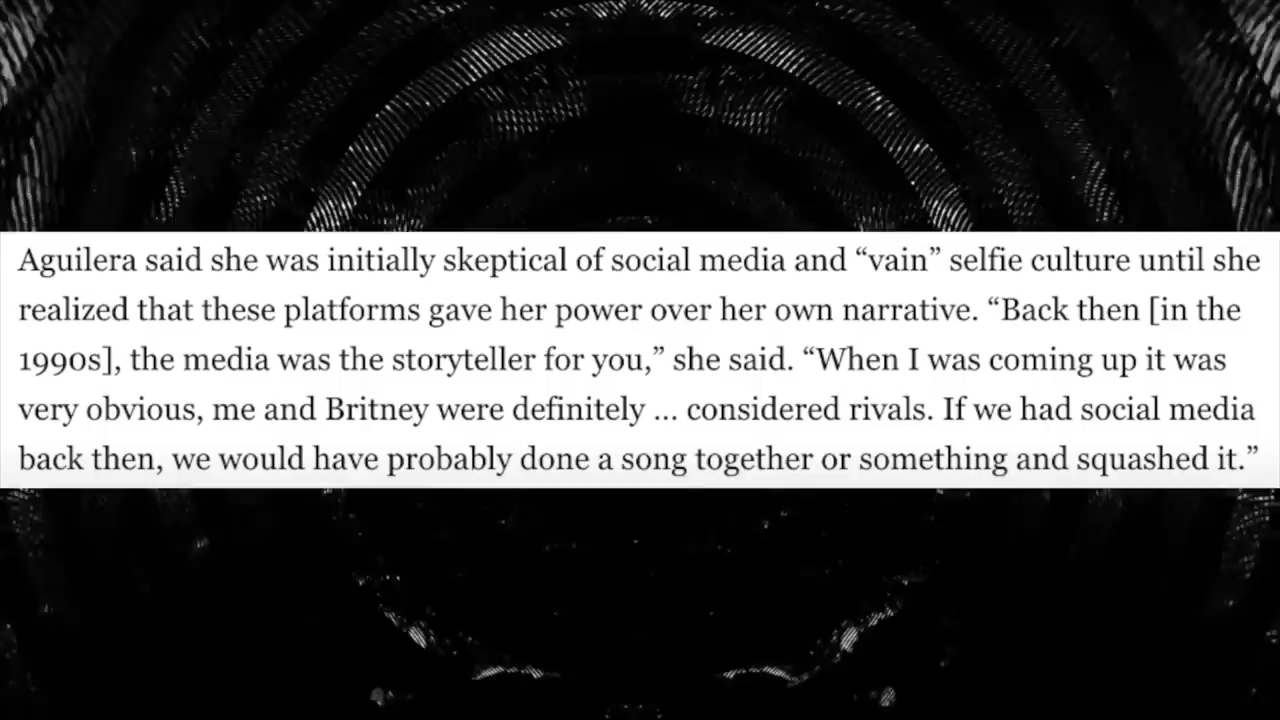 Aguilera said she was initially skeptical of social media and “vain” selfie culture until she
realized that these platforms gave her power over her own narrative. “Back then [in the
1990s], the media was the storyteller for you,” she said. “When I was coming up it was
very obvious, me and Britney were definitely ... considered rivals. If we had social media
back then, we would have probably done a song together or something and squashed it.”